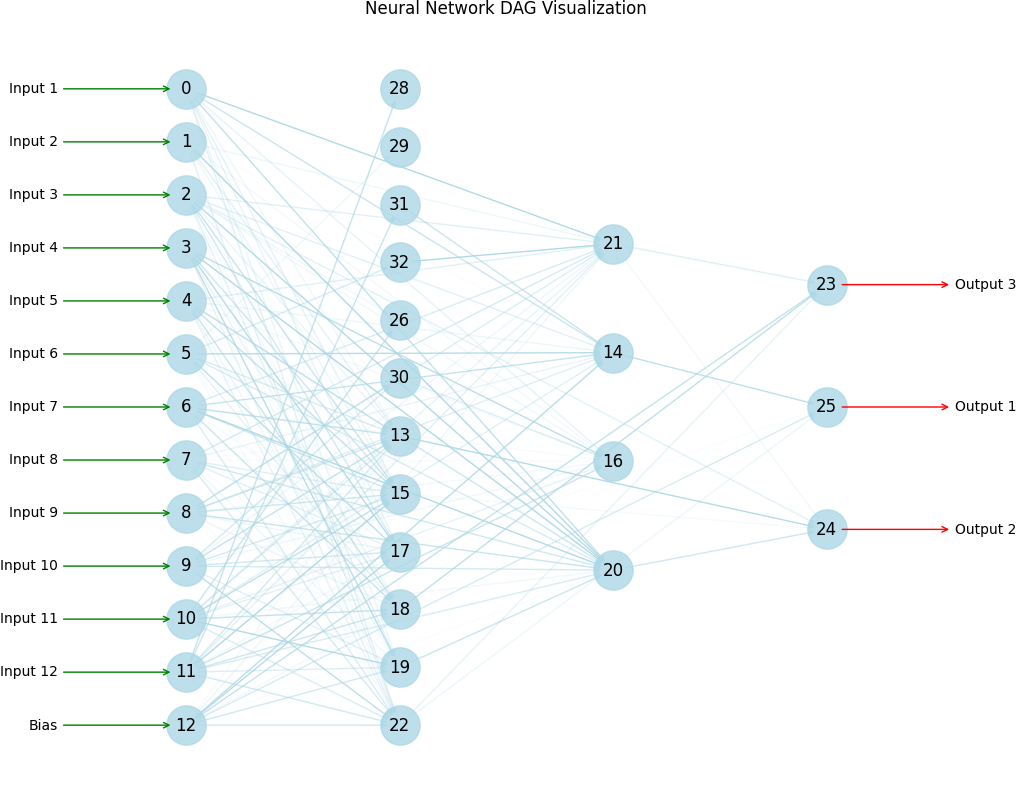 Neural Network DAG Visualization
Input 1
0
28
Input 2
1
29
Input 3
2
31
Input 4
3
32
21
Input 5
4
26
23
Output 3
Input 6
5
30
14
Input 7
6
13
25
Output 1
Input 8
7
15
16
Input 9
8
17
24
Output 2
Input 10
9
18
20
Input 11
10
19
Input 12
11
22
Bias
12